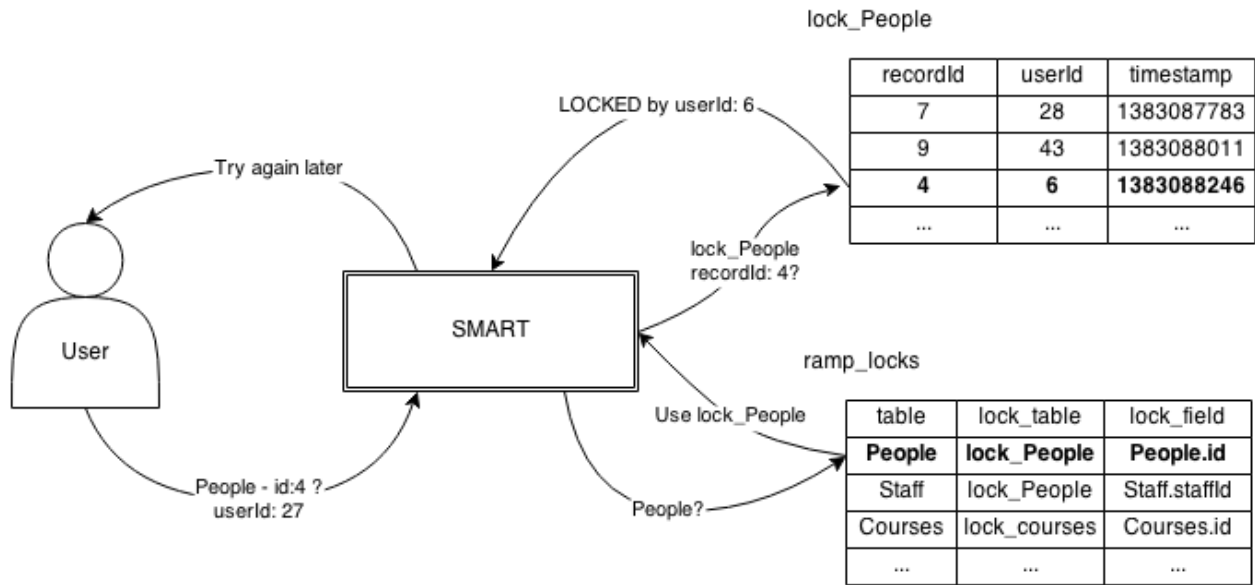 lock_People
recordId userId timestamp
7 28 1383087783
9 43 1383088011
4 6 1383088246
... ... ...
LOCKED by userId: 6
Try again later
lock_People
recordId: 4?
SMART
User
ramp_locks
Use lock_People
table lock_table lock_field
People lock_People People.id
Staff lock_People Staff.staffId
Courses lock_courses Courses.id
... ... ...
People - id:4 ?
userId: 27
People?